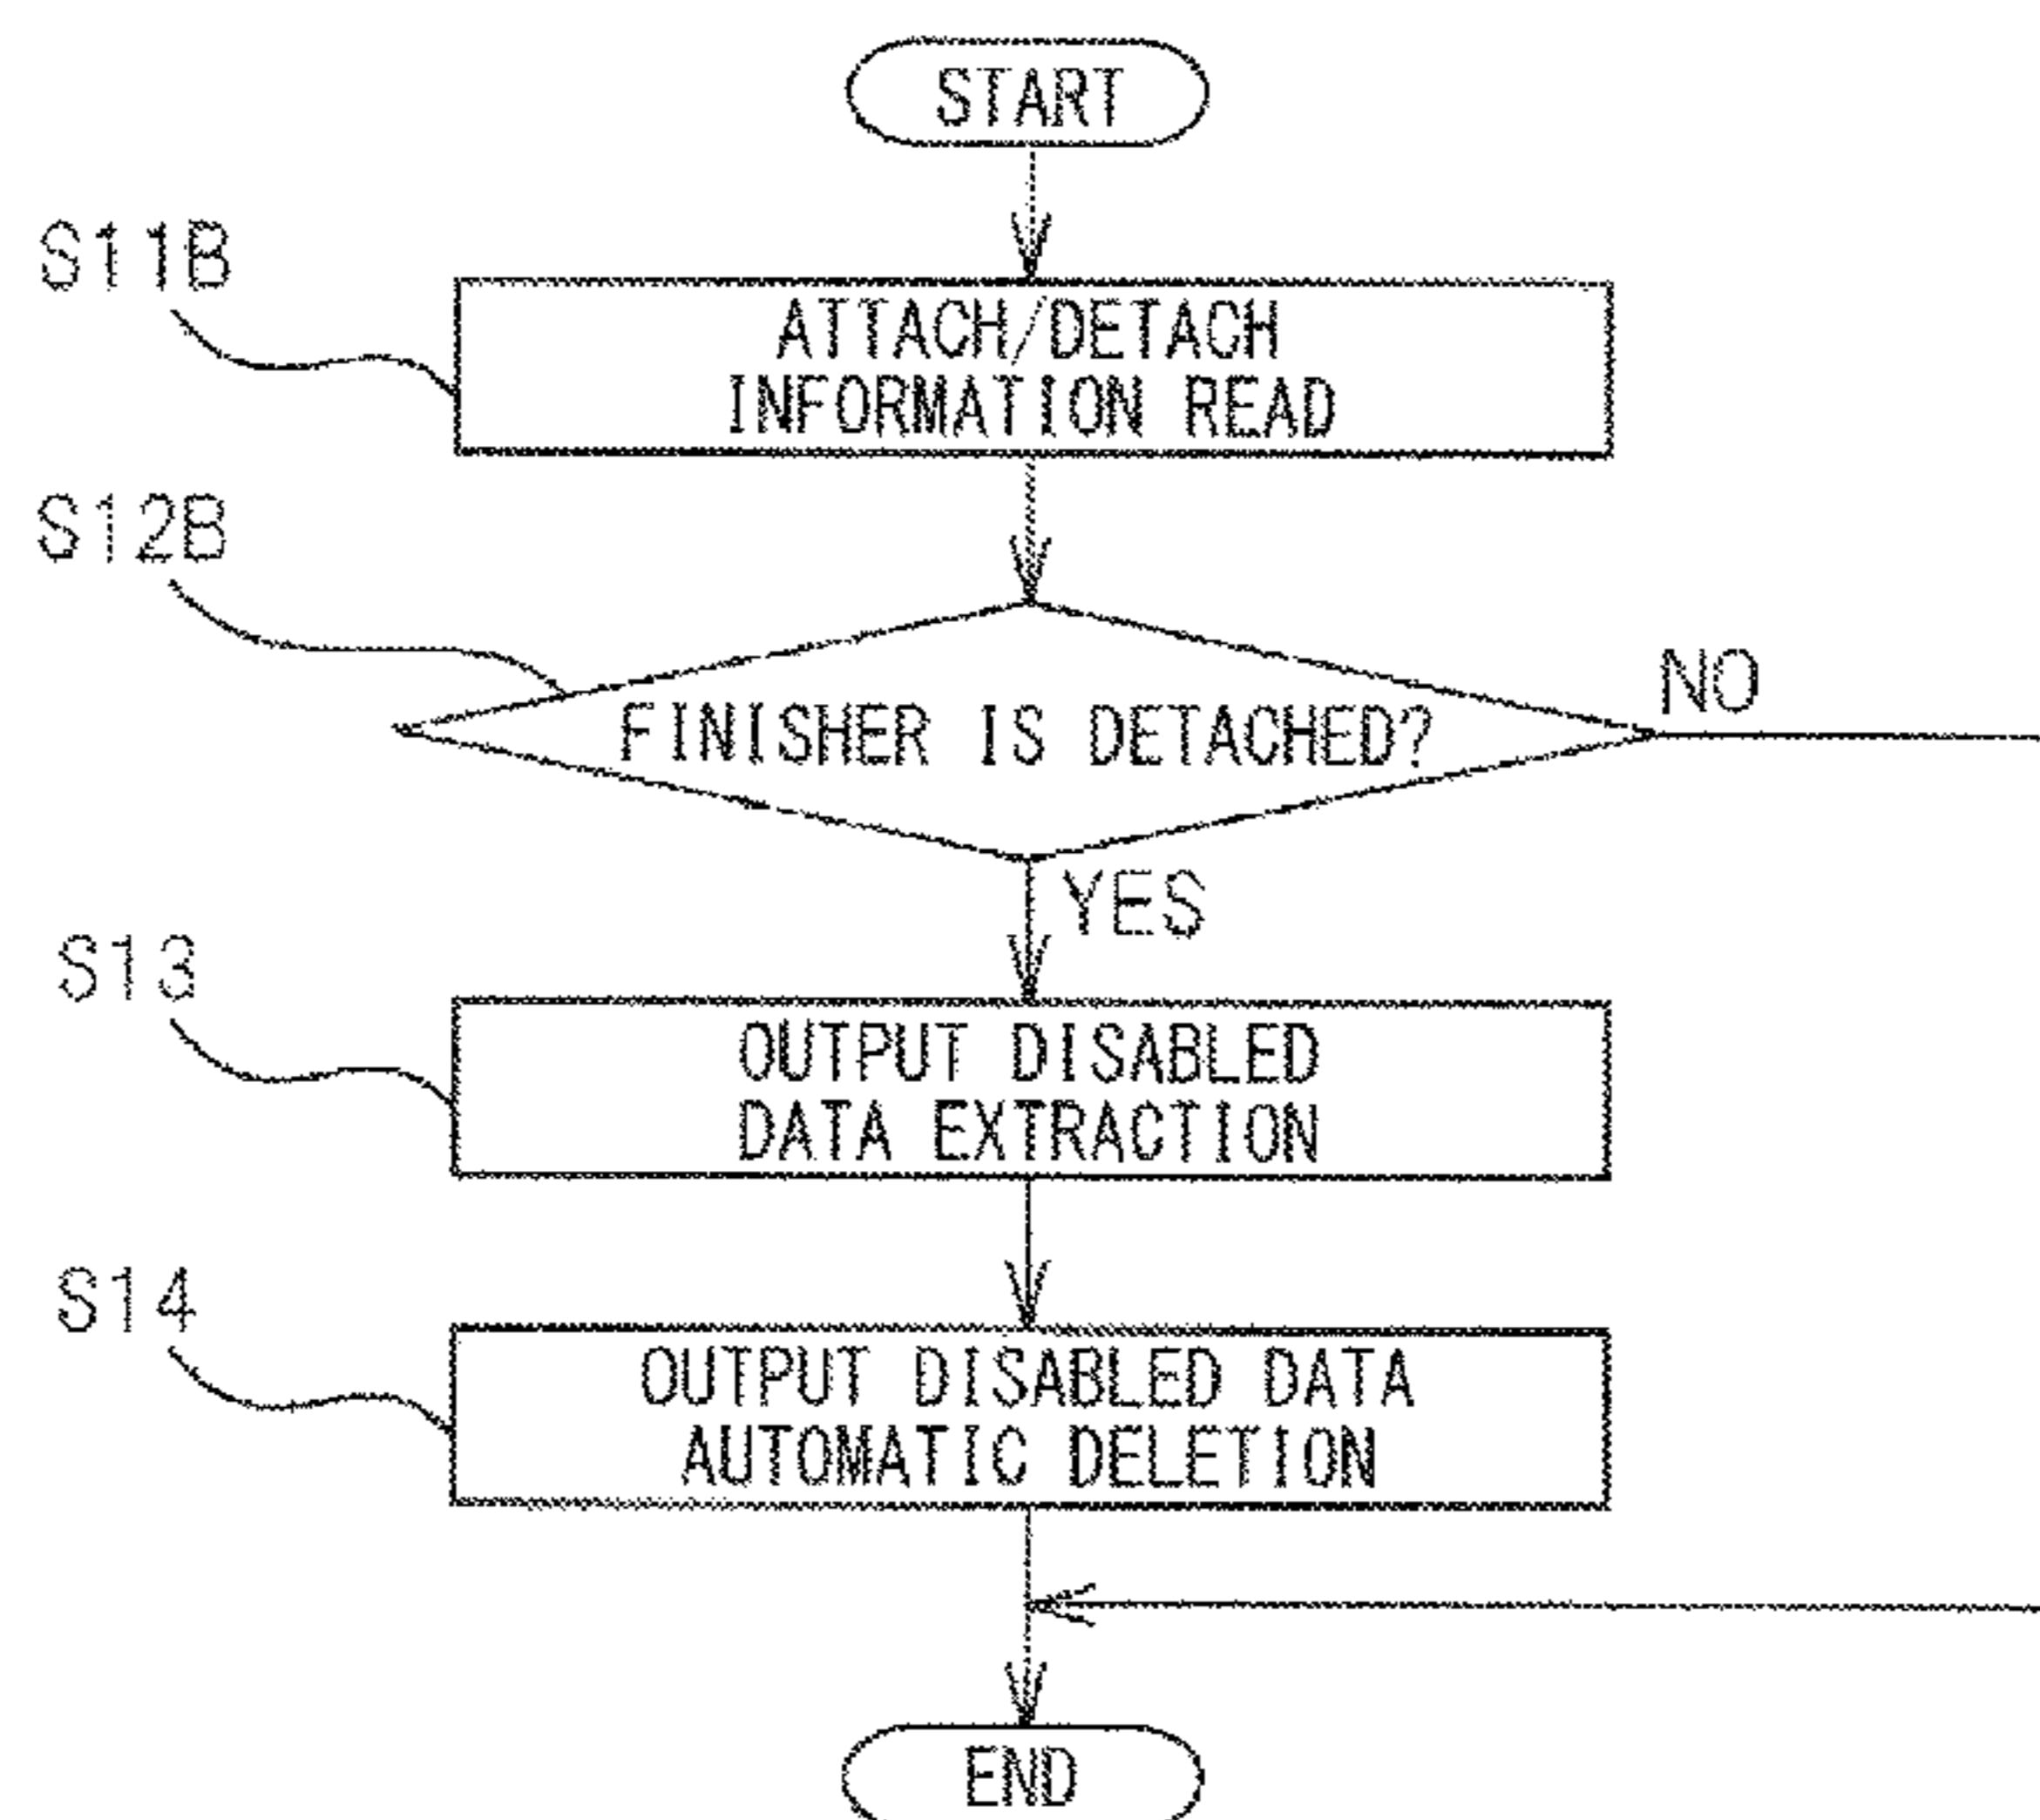 START
S11B
ATTACH/DETACH
INFORMATION READ
S12B
FINISHER IS DETACHED?
NO
YES
S13
OUTPUT DISABLED
DATA EXTRACTION
S14
OUTPUT DISABLED DATA
AUTOMATIC DELETION
END